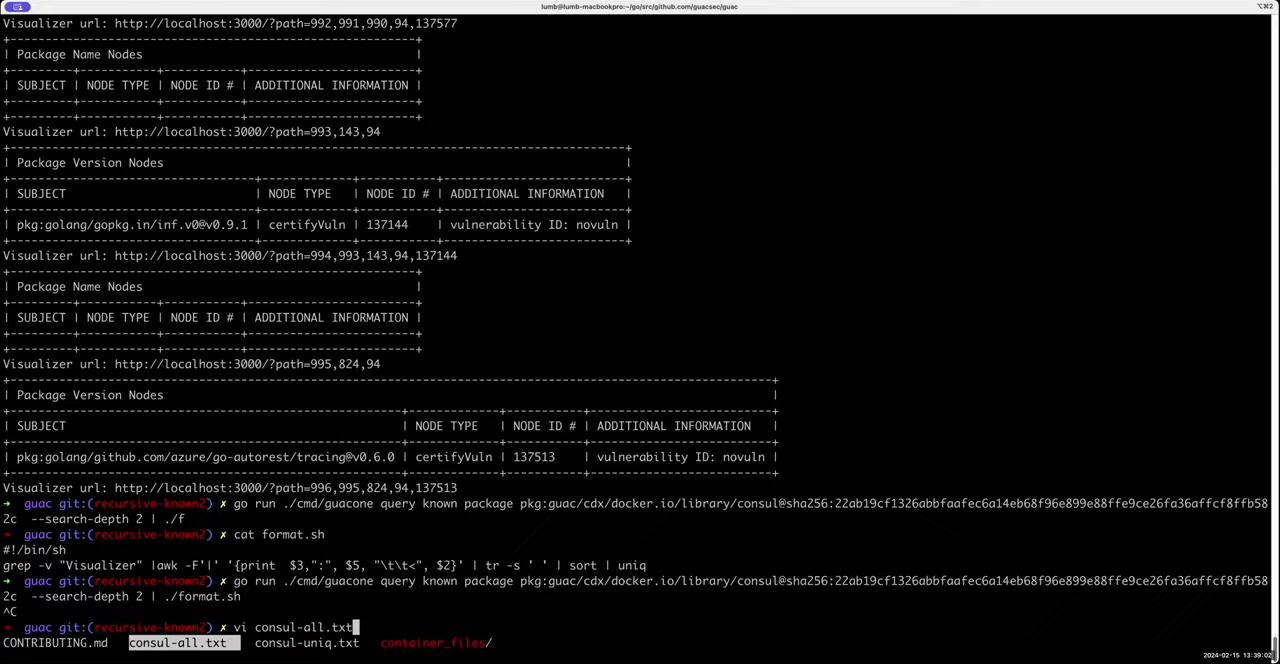 lumb@lumb-macbookpro:~/go/src/github.com/guacsec/guac
⌥⌘2
Visualizer url: http://localhost:3000/?path=992,991,990,94,137577
+---------+-----------+-----------+------------------------+
| Package Name Nodes                                       |
+---------+-----------+-----------+------------------------+
| SUBJECT | NODE TYPE | NODE ID # | ADDITIONAL INFORMATION |
+---------+-----------+-----------+------------------------+
+---------+-----------+-----------+------------------------+
Visualizer url: http://localhost:3000/?path=993,143,94
+-----------------------------------------------------------------------------------------+
| Package Version Nodes                                                                   |
+-----------------------------------+-------------+-----------+---------------------------+
| SUBJECT                           | NODE TYPE   | NODE ID # | ADDITIONAL INFORMATION    |
+-----------------------------------+-------------+-----------+---------------------------+
| pkg:golang/gopkg.in/inf.v0@v0.9.1 | certifyVuln | 137144    | vulnerability ID: novuln |
+-----------------------------------+-------------+-----------+---------------------------+
Visualizer url: http://localhost:3000/?path=994,993,143,94,137144
+---------+-----------+-----------+------------------------+
| Package Name Nodes                                       |
+---------+-----------+-----------+------------------------+
| SUBJECT | NODE TYPE | NODE ID # | ADDITIONAL INFORMATION |
+---------+-----------+-----------+------------------------+
+---------+-----------+-----------+------------------------+
Visualizer url: http://localhost:3000/?path=995,824,94
+--------------------------------------------------------------------------------------------------------------+
| Package Version Nodes                                                                                        |
+--------------------------------------------------------+-------------+-----------+--------------------------+
| SUBJECT                                                | NODE TYPE   | NODE ID # | ADDITIONAL INFORMATION   |
+--------------------------------------------------------+-------------+-----------+--------------------------+
| pkg:golang/github.com/azure/go-autorest/tracing@v0.6.0 | certifyVuln | 137513    | vulnerability ID: novuln |
+--------------------------------------------------------+-------------+-----------+--------------------------+
Visualizer url: http://localhost:3000/?path=996,995,824,94,137513
➜  guac git:(recursive-known2) ✗ go run ./cmd/guacone query known package pkg:guac/cdx/docker.io/library/consul@sha256:22ab19cf1326abbfaafec6a14eb68f96e899e88ffe9ce26fa36affcf8ffb58
2c  --search-depth 2 | ./f
➜  guac git:(recursive-known2) ✗ cat format.sh
#!/bin/sh
grep -v "Visualizer" |awk -F'|' '{print  $3,":", $5, "\t\t<", $2}' | tr -s ' ' | sort | uniq
➜  guac git:(recursive-known2) ✗ go run ./cmd/guacone query known package pkg:guac/cdx/docker.io/library/consul@sha256:22ab19cf1326abbfaafec6a14eb68f96e899e88ffe9ce26fa36affcf8ffb58
2c  --search-depth 2 | ./format.sh
^C
➜  guac git:(recursive-known2) ✗ vi consul-all.txt
CONTRIBUTING.md   consul-all.txt    consul-uniq.txt   container_files/
2024-02-15 13:39:02